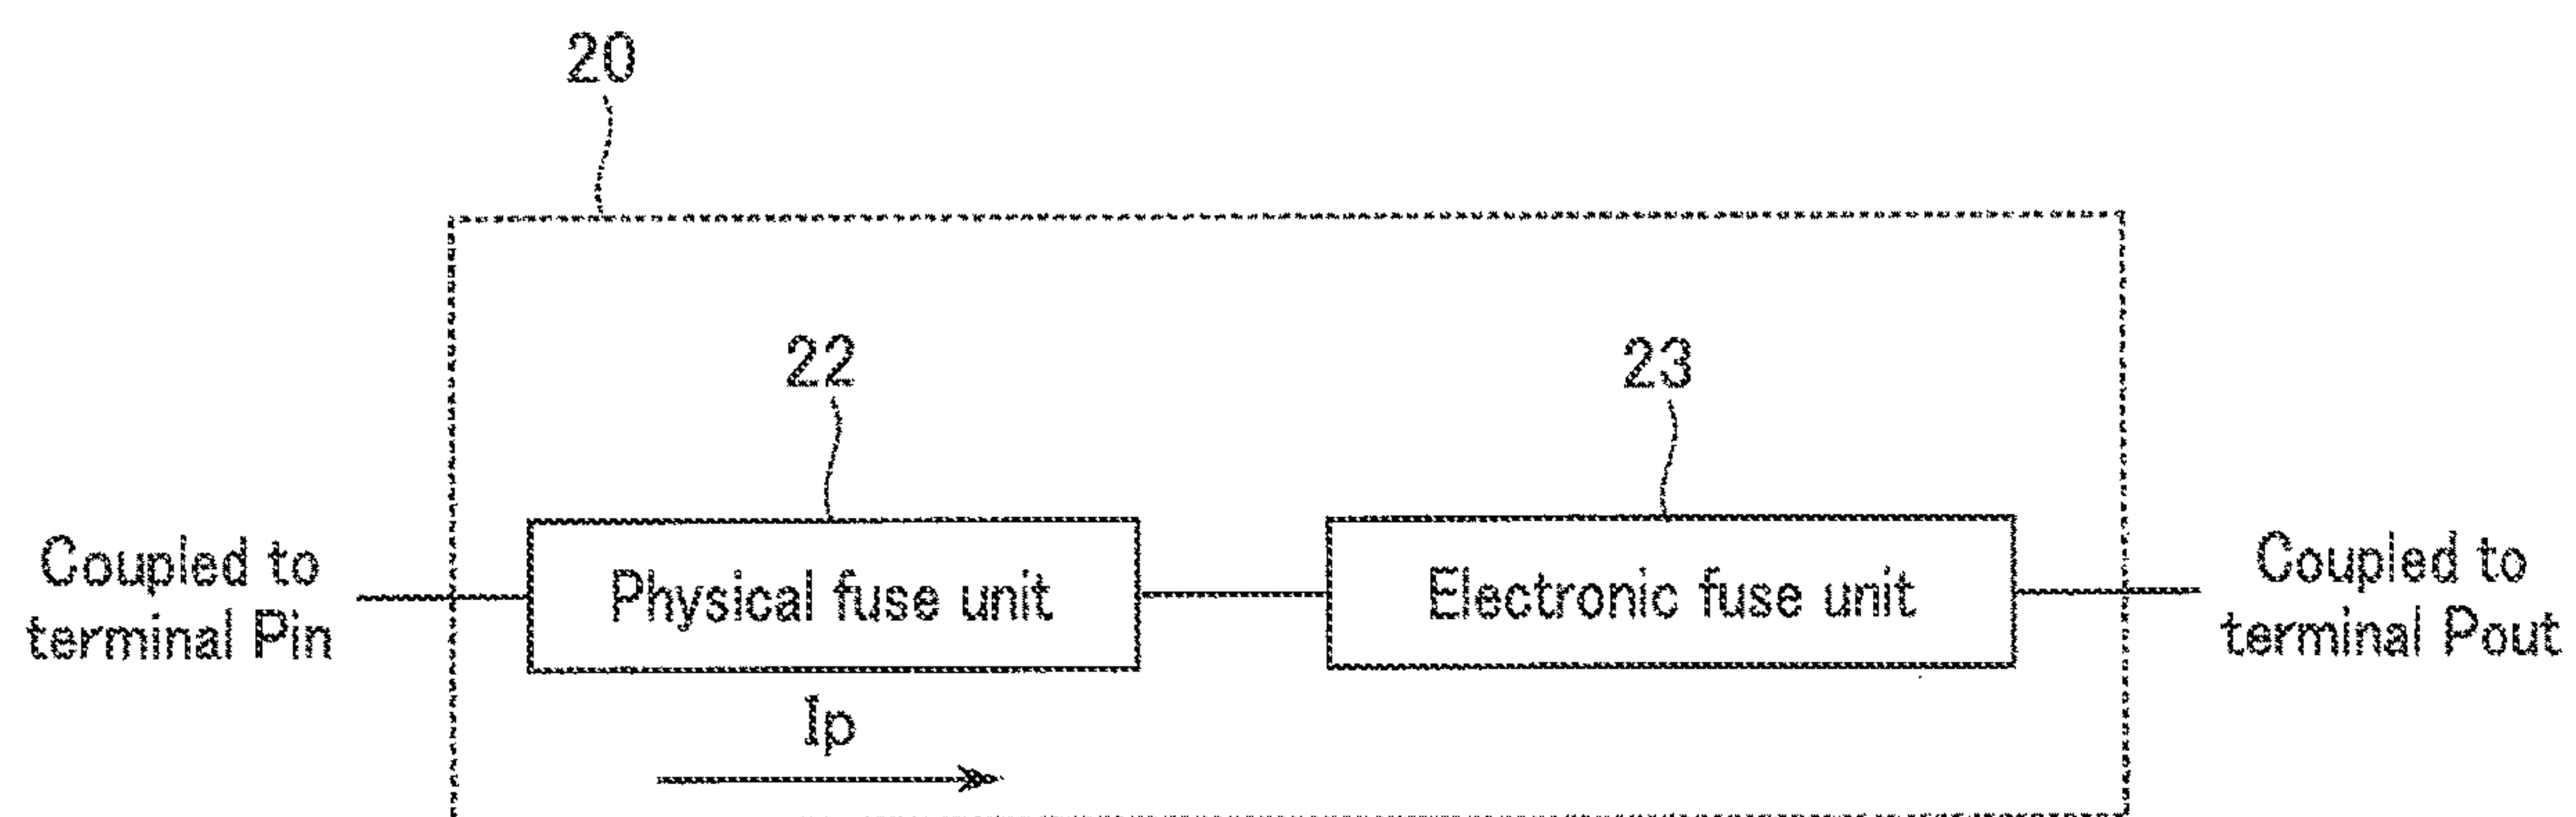 20
22
23
Coupled to
terminal Pin
Physical fuse unit
Electronic fuse unit
Coupled to
terminal Pout
Ip